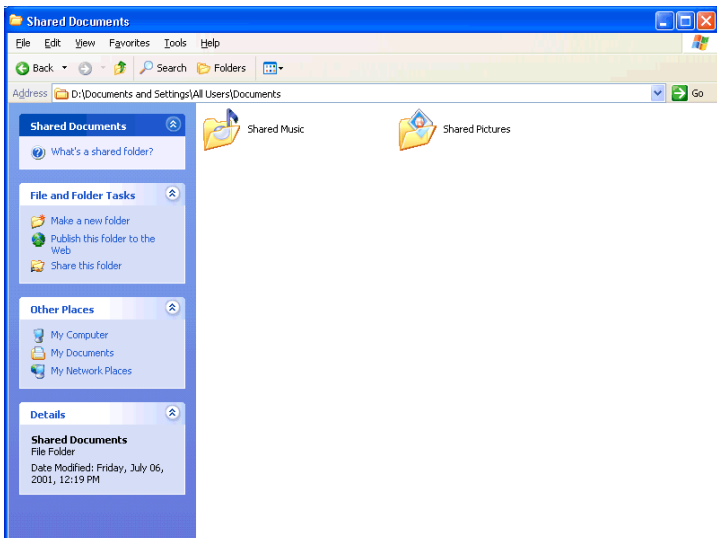 Shared Documents
File Edit View Favorites Tools Help
Back Search Folders
Address D:\Documents and Settings\All Users\Documents Go
Shared Documents
What's a shared folder?
File and Folder Tasks
Make a new folder
Publish this folder to the
Web
Share this folder
Other Places
My Computer
My Documents
My Network Places
Details
Shared Documents
File Folder
Date Modified: Friday, July 06,
2001, 12:19 PM
Shared Music
Shared Pictures